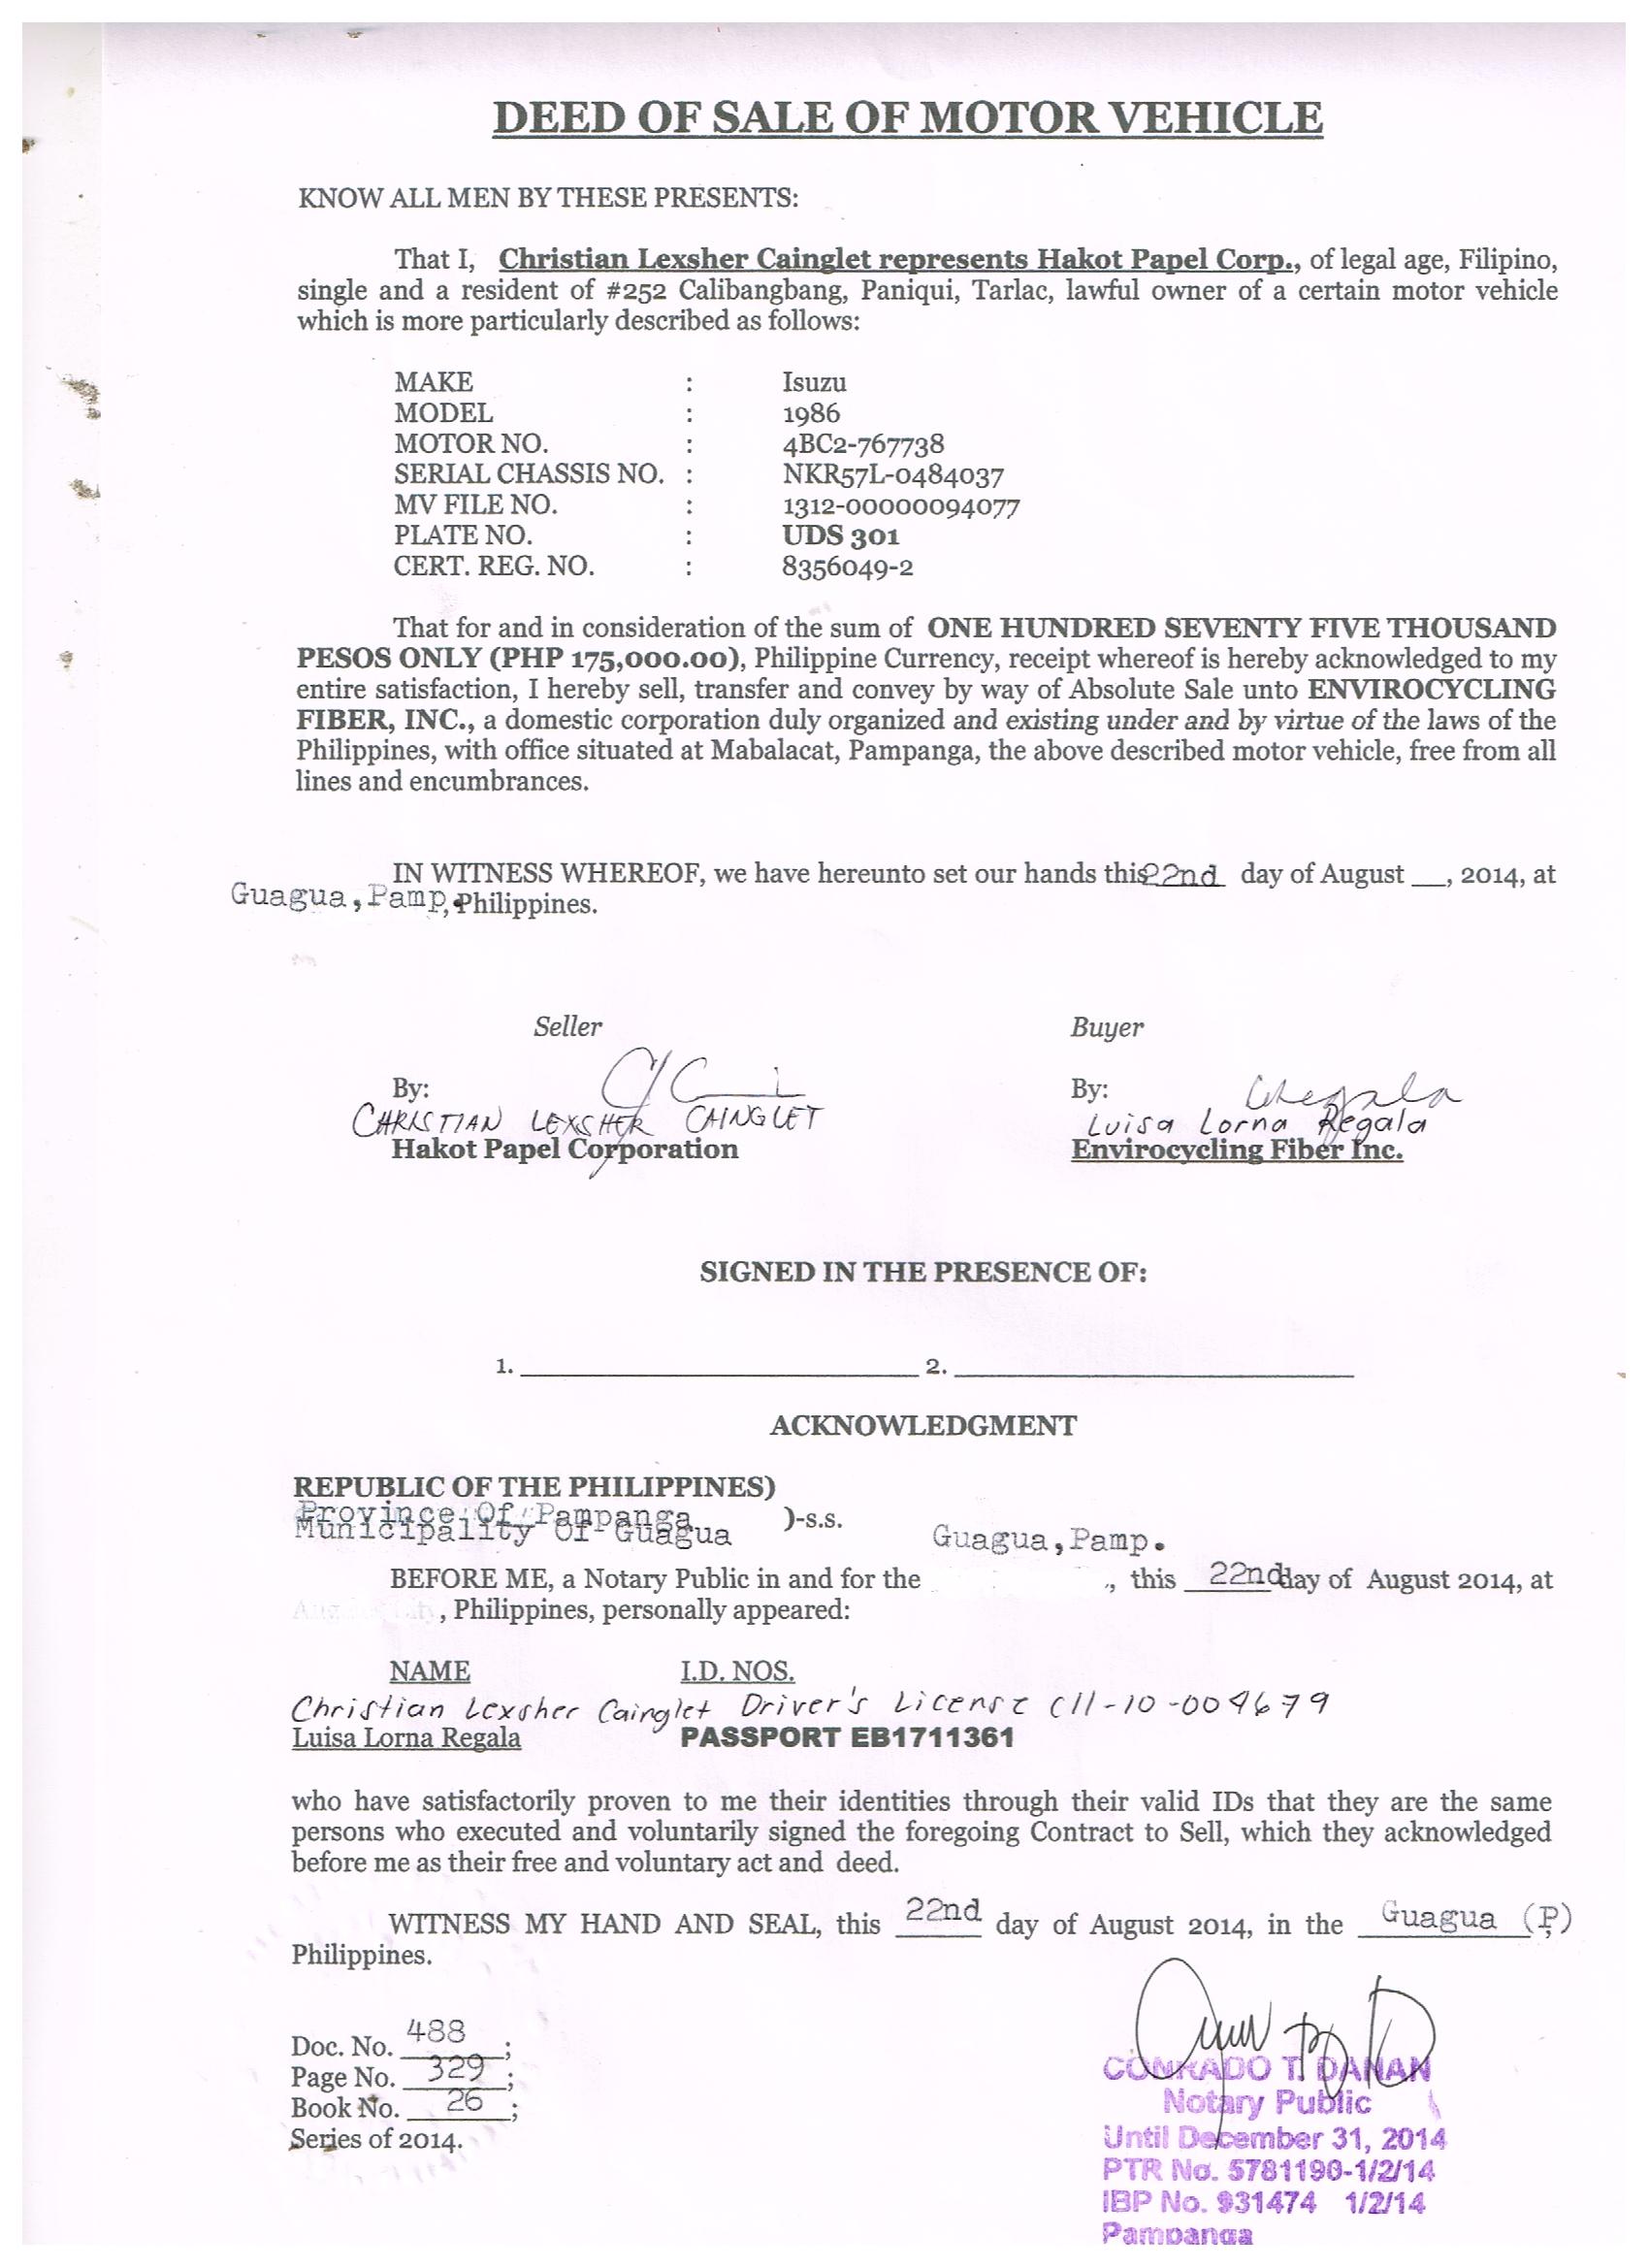 DEED OF SALE OF MOTOR VEHICLE
KNOW ALL MEN BY THESE PRESENTS:
That I, Christian Lexsher Cainglet represents Hakot Papel Corp., of legal age, Filipino,
single and a resident of #252 Calibangbang, Paniqui, Tarlac, lawful owner of a certain motor vehicle
which is more particularly described as follows:
MAKE : Isuzu
MODEL : 1986
MOTOR NO. : 4BC2-767738
SERIAL CHASSIS NO. : NKR57L-0484037
MV FILE NO. : 1312-00000094077
PLATE NO. : UDS 301
CERT. REG. NO. : 8356049-2
That for and in consideration of the sum of ONE HUNDRED SEVENTY FIVE THOUSAND
PESOS ONLY (PHP 175,000.00), Philippine Currency, receipt whereof is hereby acknowledged to my
entire satisfaction, I hereby sell, transfer and convey by way of Absolute Sale unto ENVIROCYCLING
FIBER, INC., a domestic corporation duly organized and existing under and by virtue of the laws of the
Philippines, with office situated at Mabalacat, Pampanga, the above described motor vehicle, free from all
lines and encumbrances.
IN WITNESS WHEREOF, we have hereunto set our hands this 22nd day of August __, 2014, at
Guagua, Pamp., Philippines.
Seller Buyer
By: By:
CHRISTIAN LEXSHER CAINGLET Luisa Lorna Regala
Hakot Papel Corporation Envirocycling Fiber Inc.
SIGNED IN THE PRESENCE OF:
1. ____________ 2. ____________
ACKNOWLEDGMENT
REPUBLIC OF THE PHILIPPINES)
Province Of Pampanga )-s.s.
Municipality Of Guagua Guagua, Pamp.
BEFORE ME, a Notary Public in and for the ., this 22nd day of August 2014, at
, Philippines, personally appeared:
NAME I.D. NOS.
Christian Lexsher Cainglet Driver's License C11-10-004679
Luisa Lorna Regala PASSPORT EB1711361
who have satisfactorily proven to me their identities through their valid IDs that they are the same
persons who executed and voluntarily signed the foregoing Contract to Sell, which they acknowledged
before me as their free and voluntary act and deed.
WITNESS MY HAND AND SEAL, this 22nd day of August 2014, in the Guagua (P),
Philippines.
Doc. No. 488;
Page No. 329;
Book No. 26;
Series of 2014.
CONRADO T. DANAN
Notary Public
Until December 31, 2014
PTR No. 5781190-1/2/14
IBP No. 931474 1/2/14
Pampanga